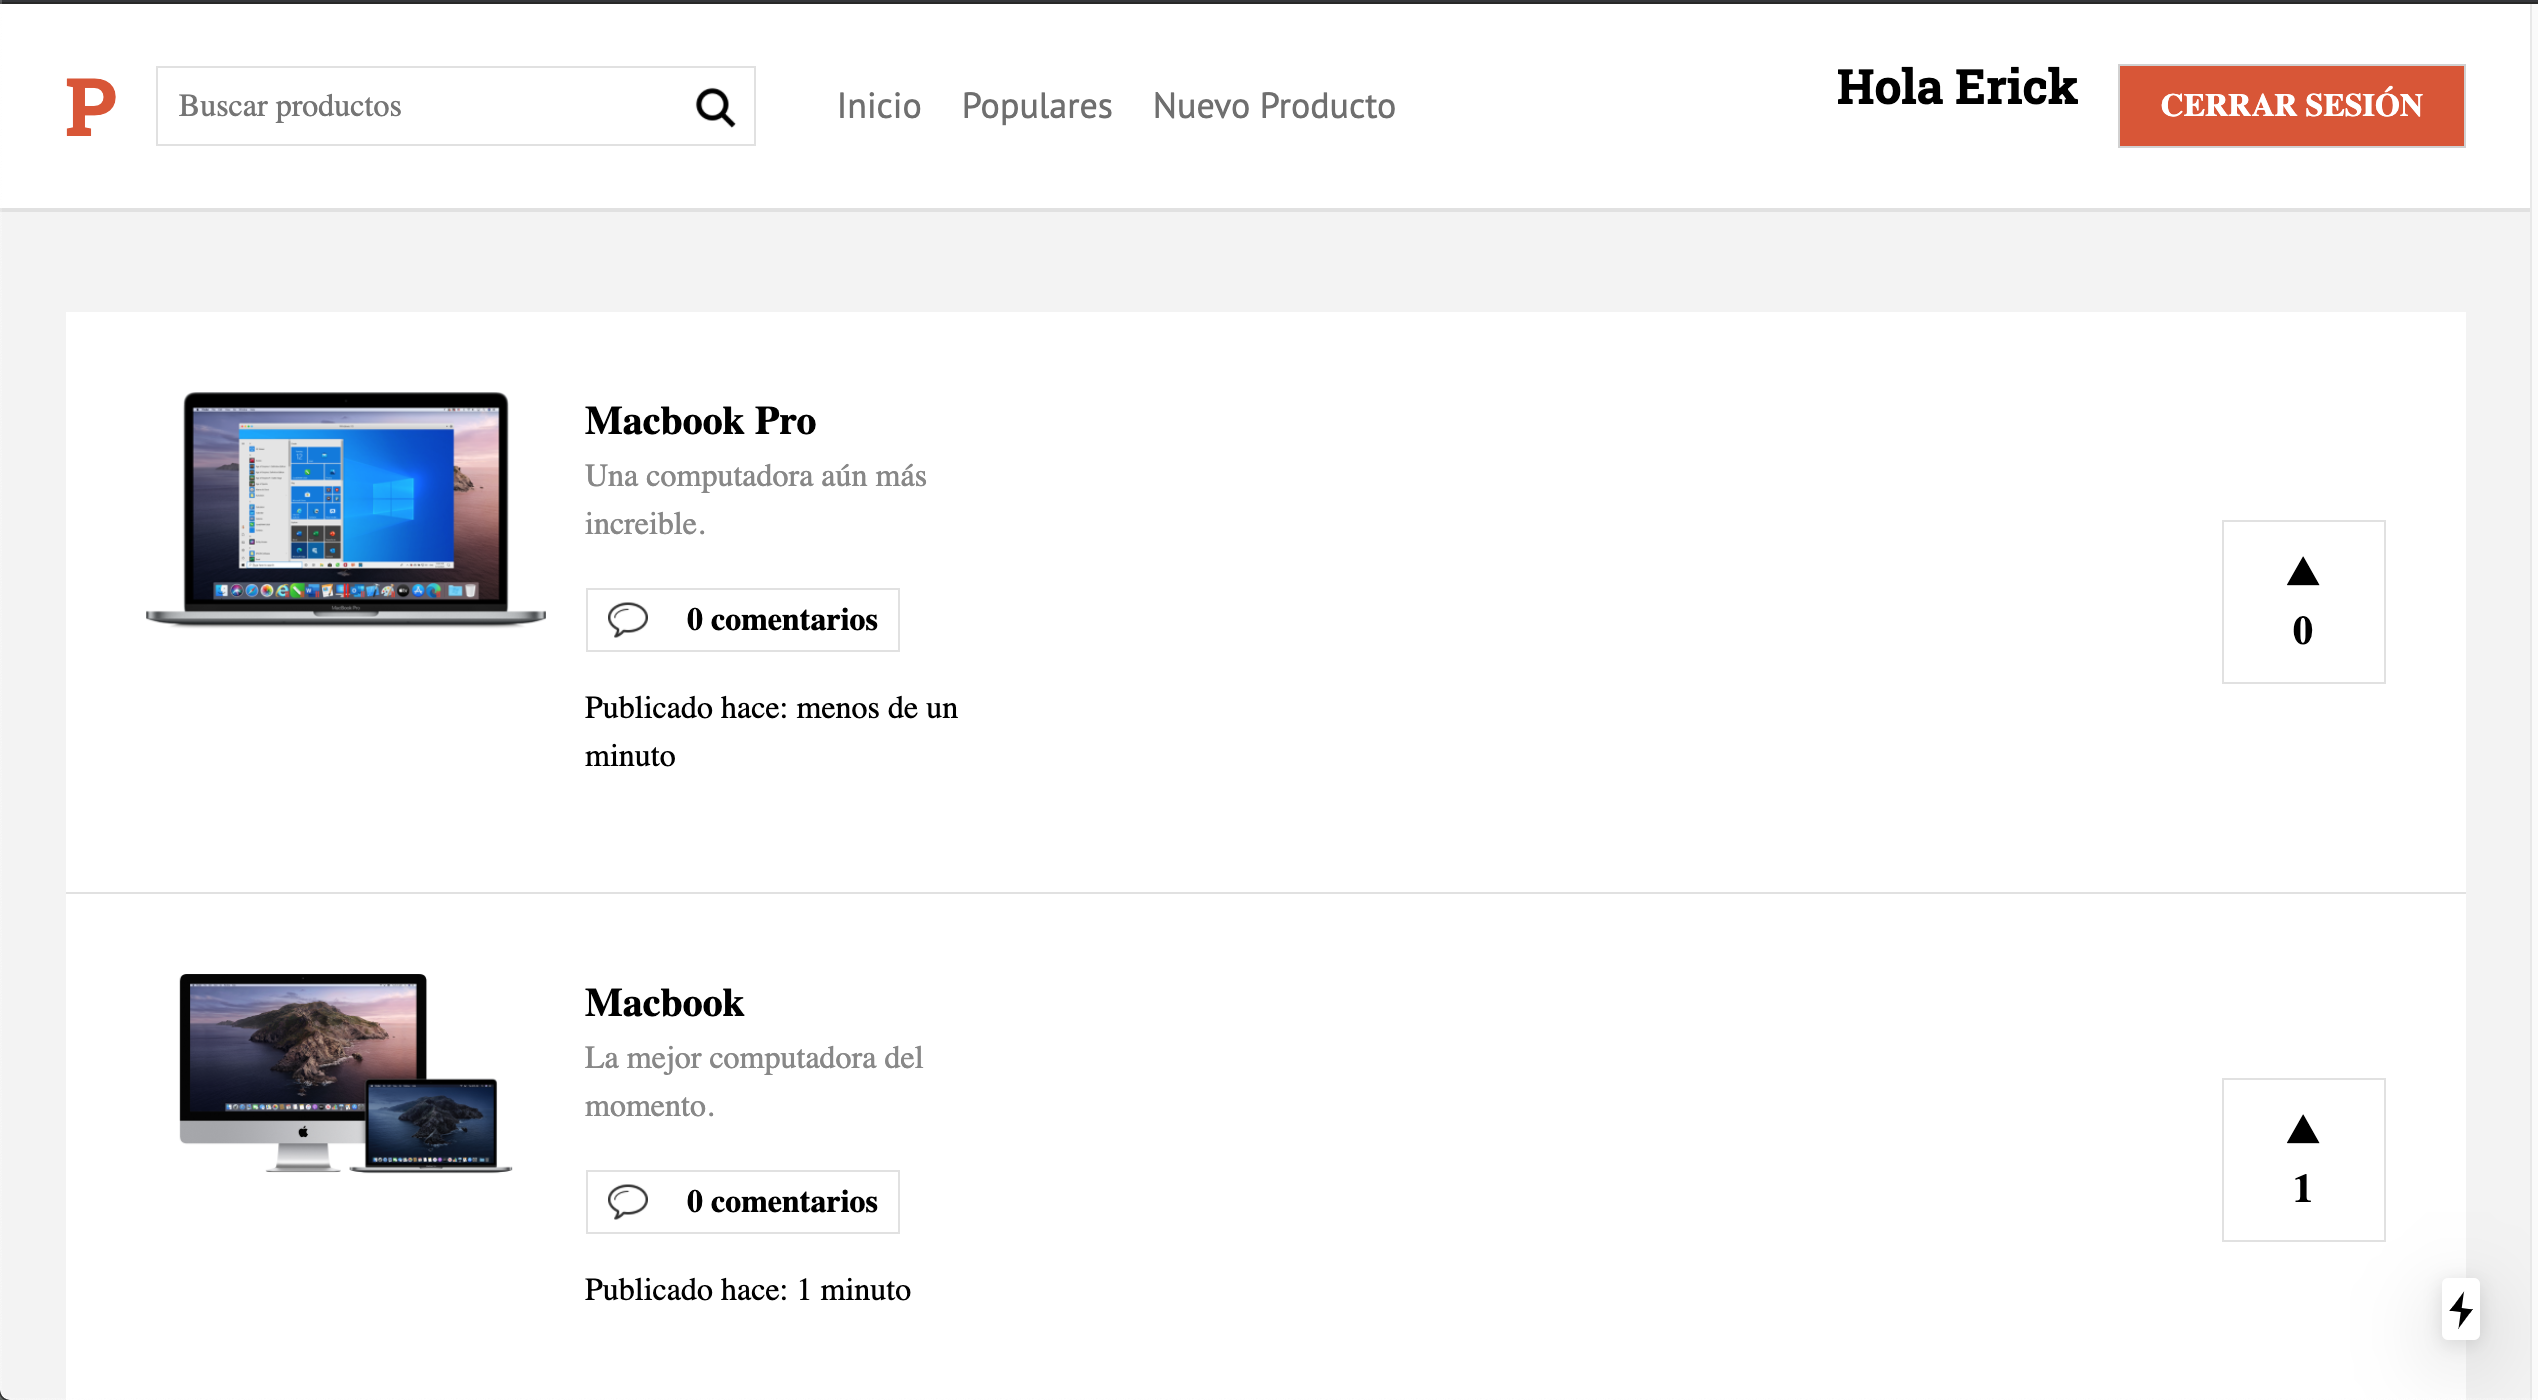 P
Buscar productos
Inicio
Populares
Nuevo Producto
Hola Erick
CERRAR SESIÓN
Macbook Pro
Una computadora aún más
increible.
0 comentarios
Publicado hace: menos de un
minuto
▲
0
Macbook
La mejor computadora del
momento.
0 comentarios
Publicado hace: 1 minuto
▲
1